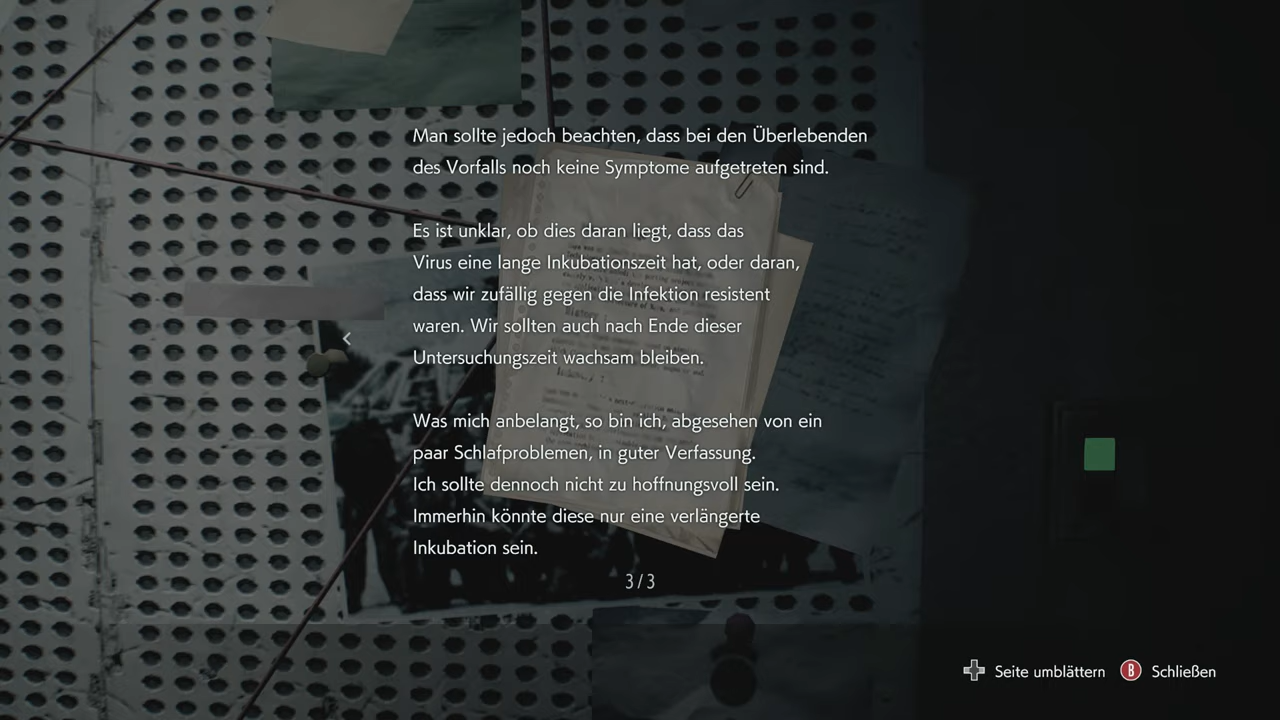 Man sollte jedoch beachten, dass bei den Überlebenden
des Vorfalls noch keine Symptome aufgetreten sind.
Es ist unklar, ob dies daran liegt, dass das
Virus eine lange Inkubationszeit hat, oder daran,
dass wir zufällig gegen die Infektion resistent
waren. Wir sollten auch nach Ende dieser
Untersuchungszeit wachsam bleiben.
Was mich anbelangt, so bin ich, abgesehen von ein
paar Schlafproblemen, in guter Verfassung.
Ich sollte dennoch nicht zu hoffnungsvoll sein.
Immerhin könnte diese nur eine verlängerte
Inkubation sein.
3/3
Seite umblättern B Schließen